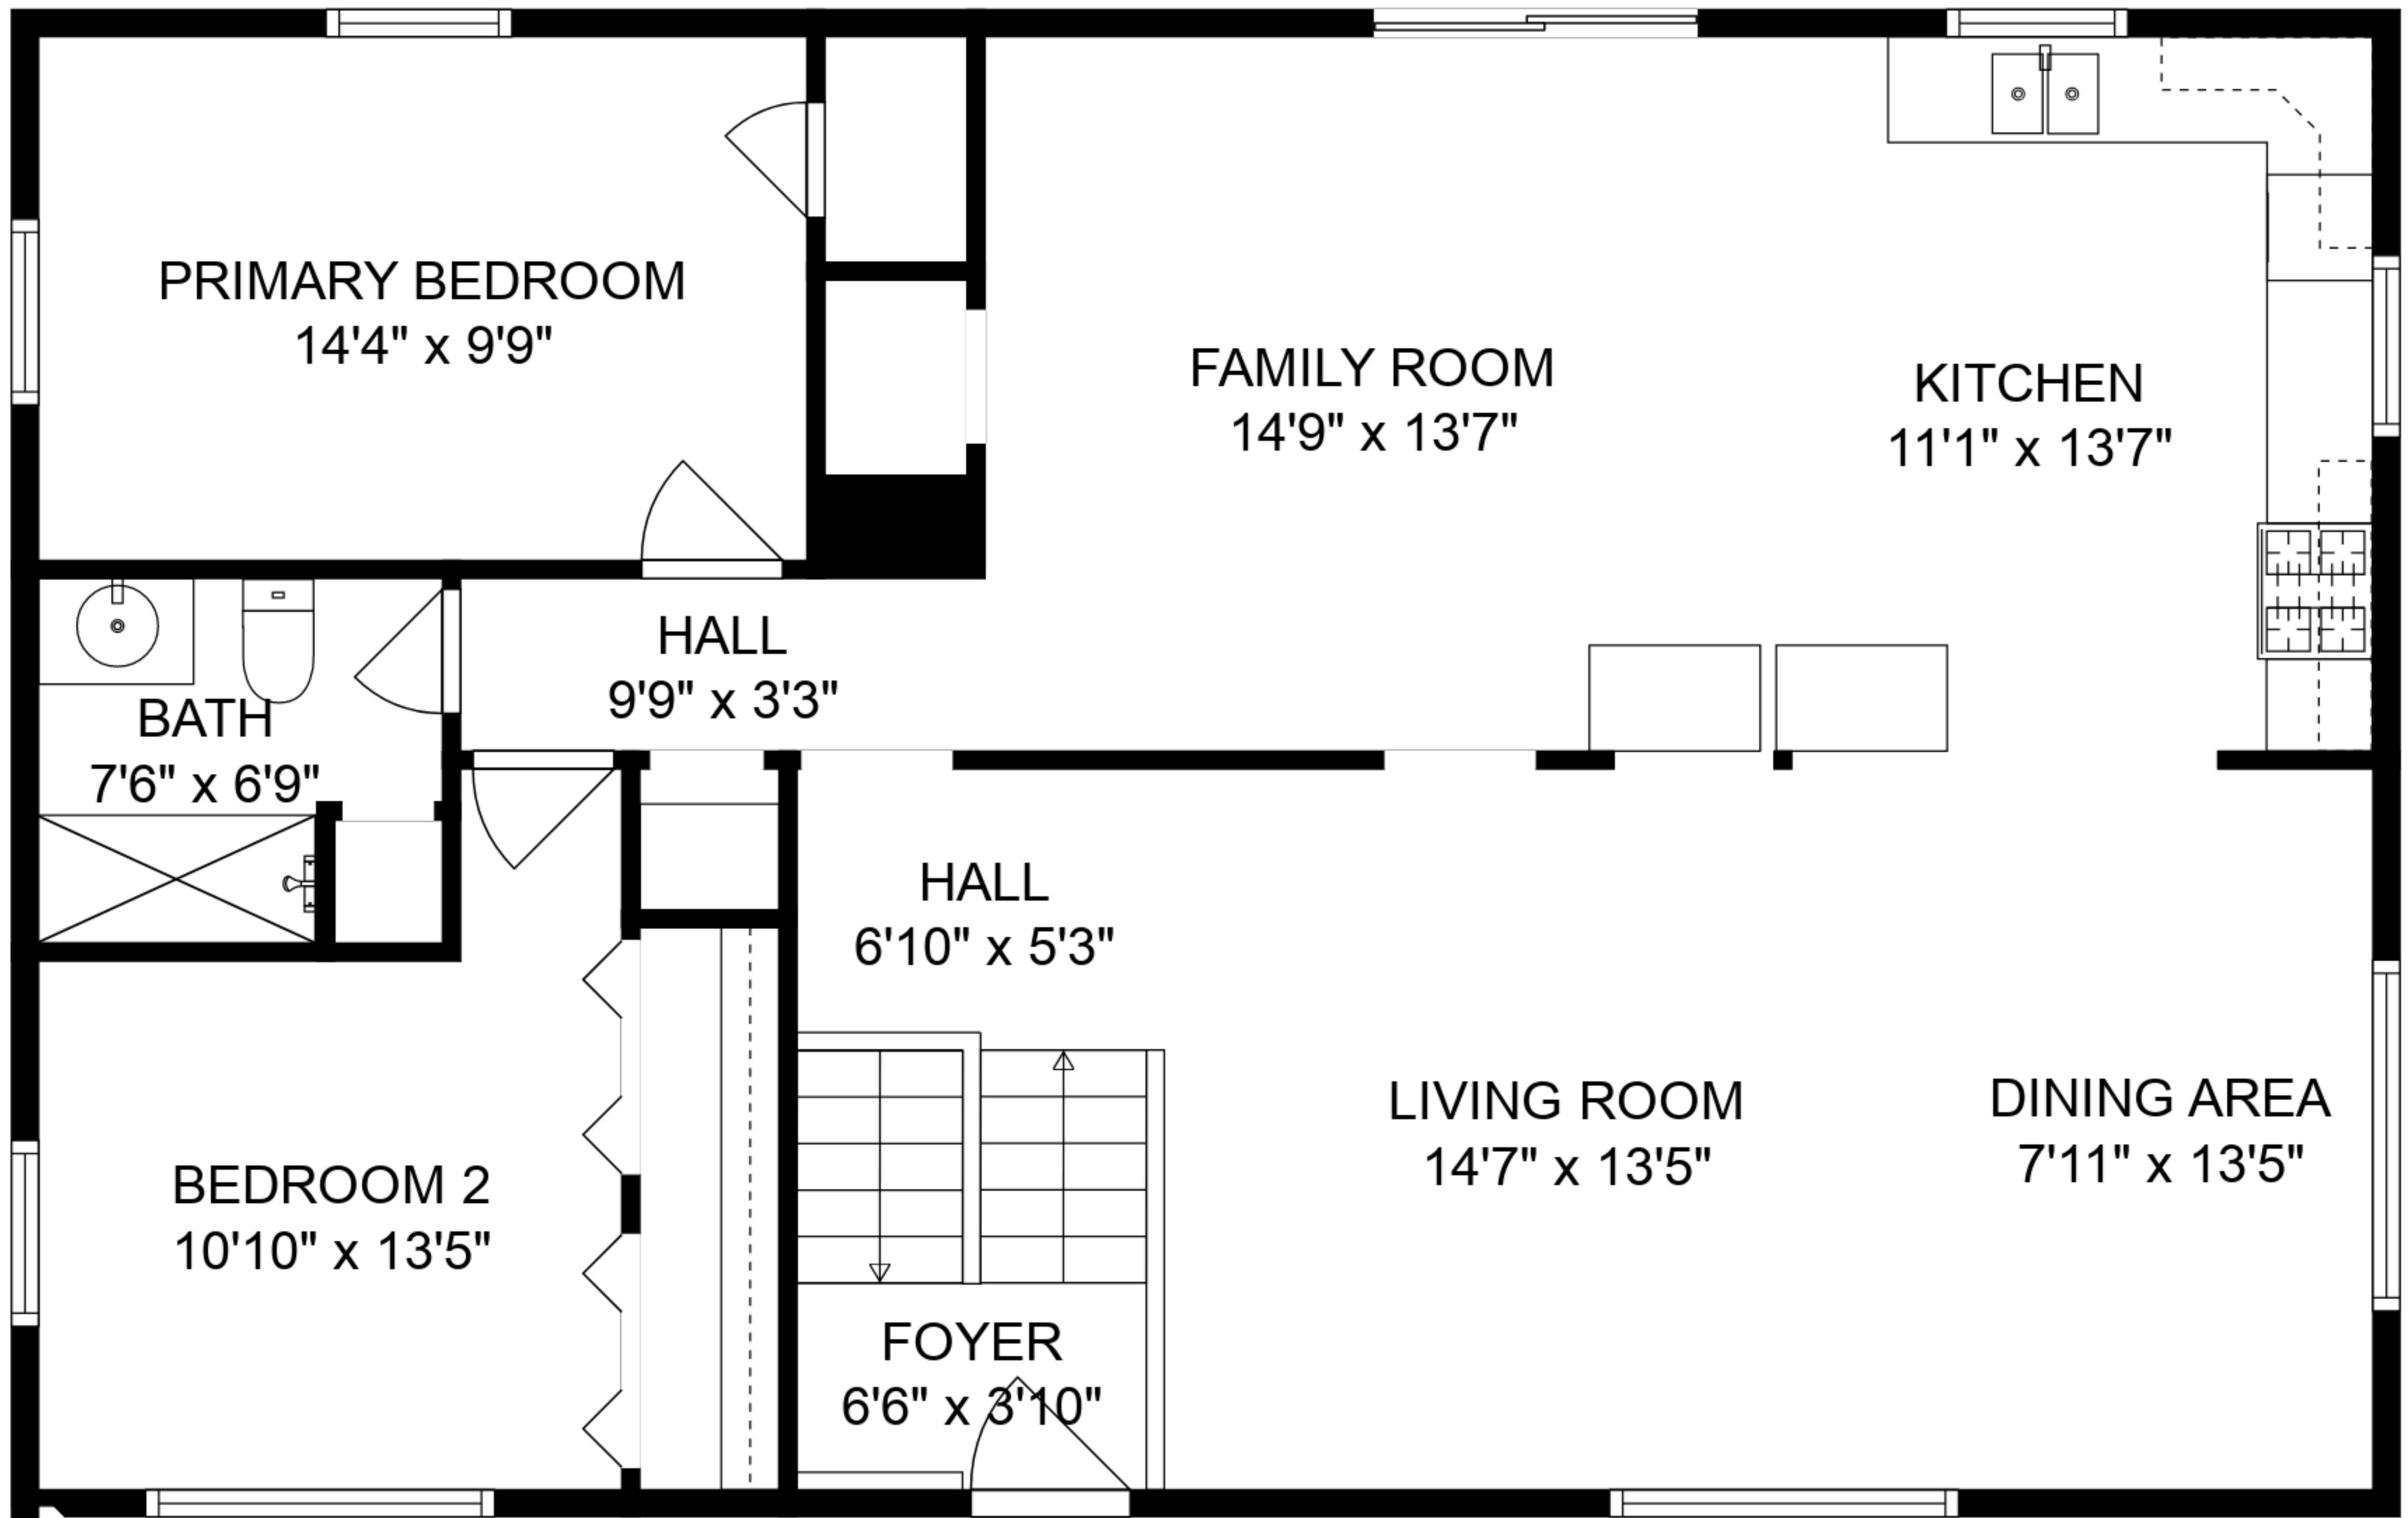 PRIMARY BEDROOM
14'4" x 9'9"
FAMILY ROOM
14'9" x 13'7"
KITCHEN
11'1" x 13'7"
HALL
9'9" x 3'3"
BATH
7'6" x 6'9"
HALL
6'10" x 5'3"
LIVING ROOM
14'7" x 13'5"
DINING AREA
7'11" x 13'5"
BEDROOM 2
10'10" x 13'5"
FOYER
6'6" x 3'10"